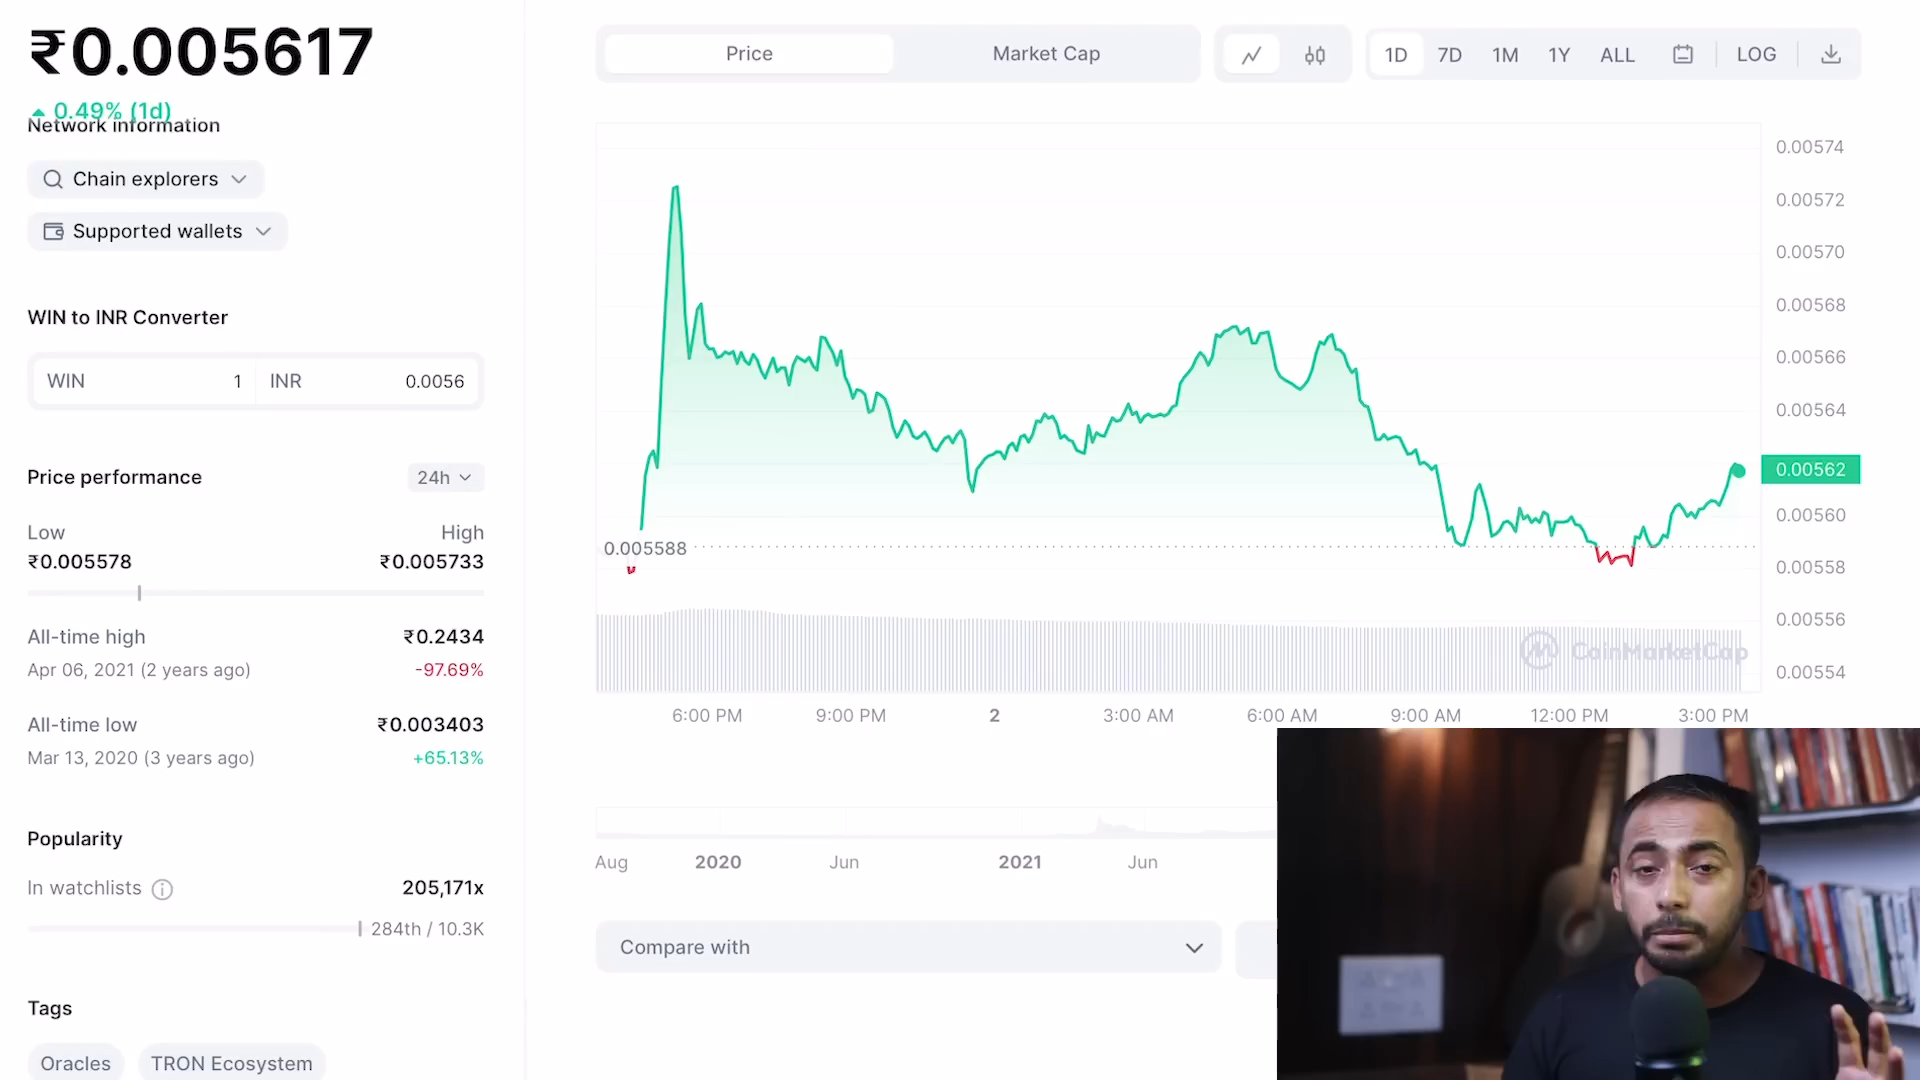 ₹0.005617
0.49% (1d)
Network information
Chain explorers
Supported wallets
WIN to INR Converter
WIN 1 INR 0.0056
Price performance 24h
Low High
₹0.005578 ₹0.005733
All-time high ₹0.2434
Apr 06, 2021 (2 years ago) -97.69%
All-time low ₹0.003403
Mar 13, 2020 (3 years ago) +65.13%
Popularity
In watchlists 205,171x
284th / 10.3K
Tags
Oracles TRON Ecosystem
Price Market Cap 1D 7D 1M 1Y ALL LOG
0.00574
0.00572
0.00570
0.00568
0.00566
0.00564
0.00562
0.00560
0.005588
0.00558
0.00556
CoinMarketCap
0.00554
6:00 PM 9:00 PM 2 3:00 AM 6:00 AM 9:00 AM 12:00 PM 3:00 PM
Aug 2020 Jun 2021 Jun
Compare with